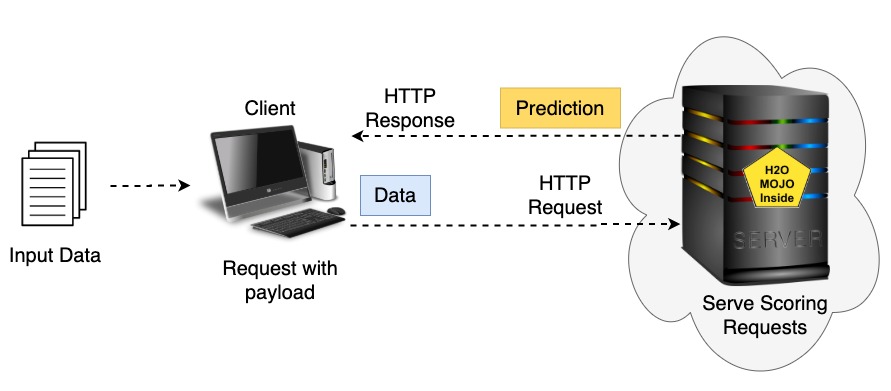 Client
HTTP
Response
Prediction
H2O
MOJO
Inside
Data
HTTP
Request
Input Data
Request with
payload
SERVER
Serve Scoring
Requests